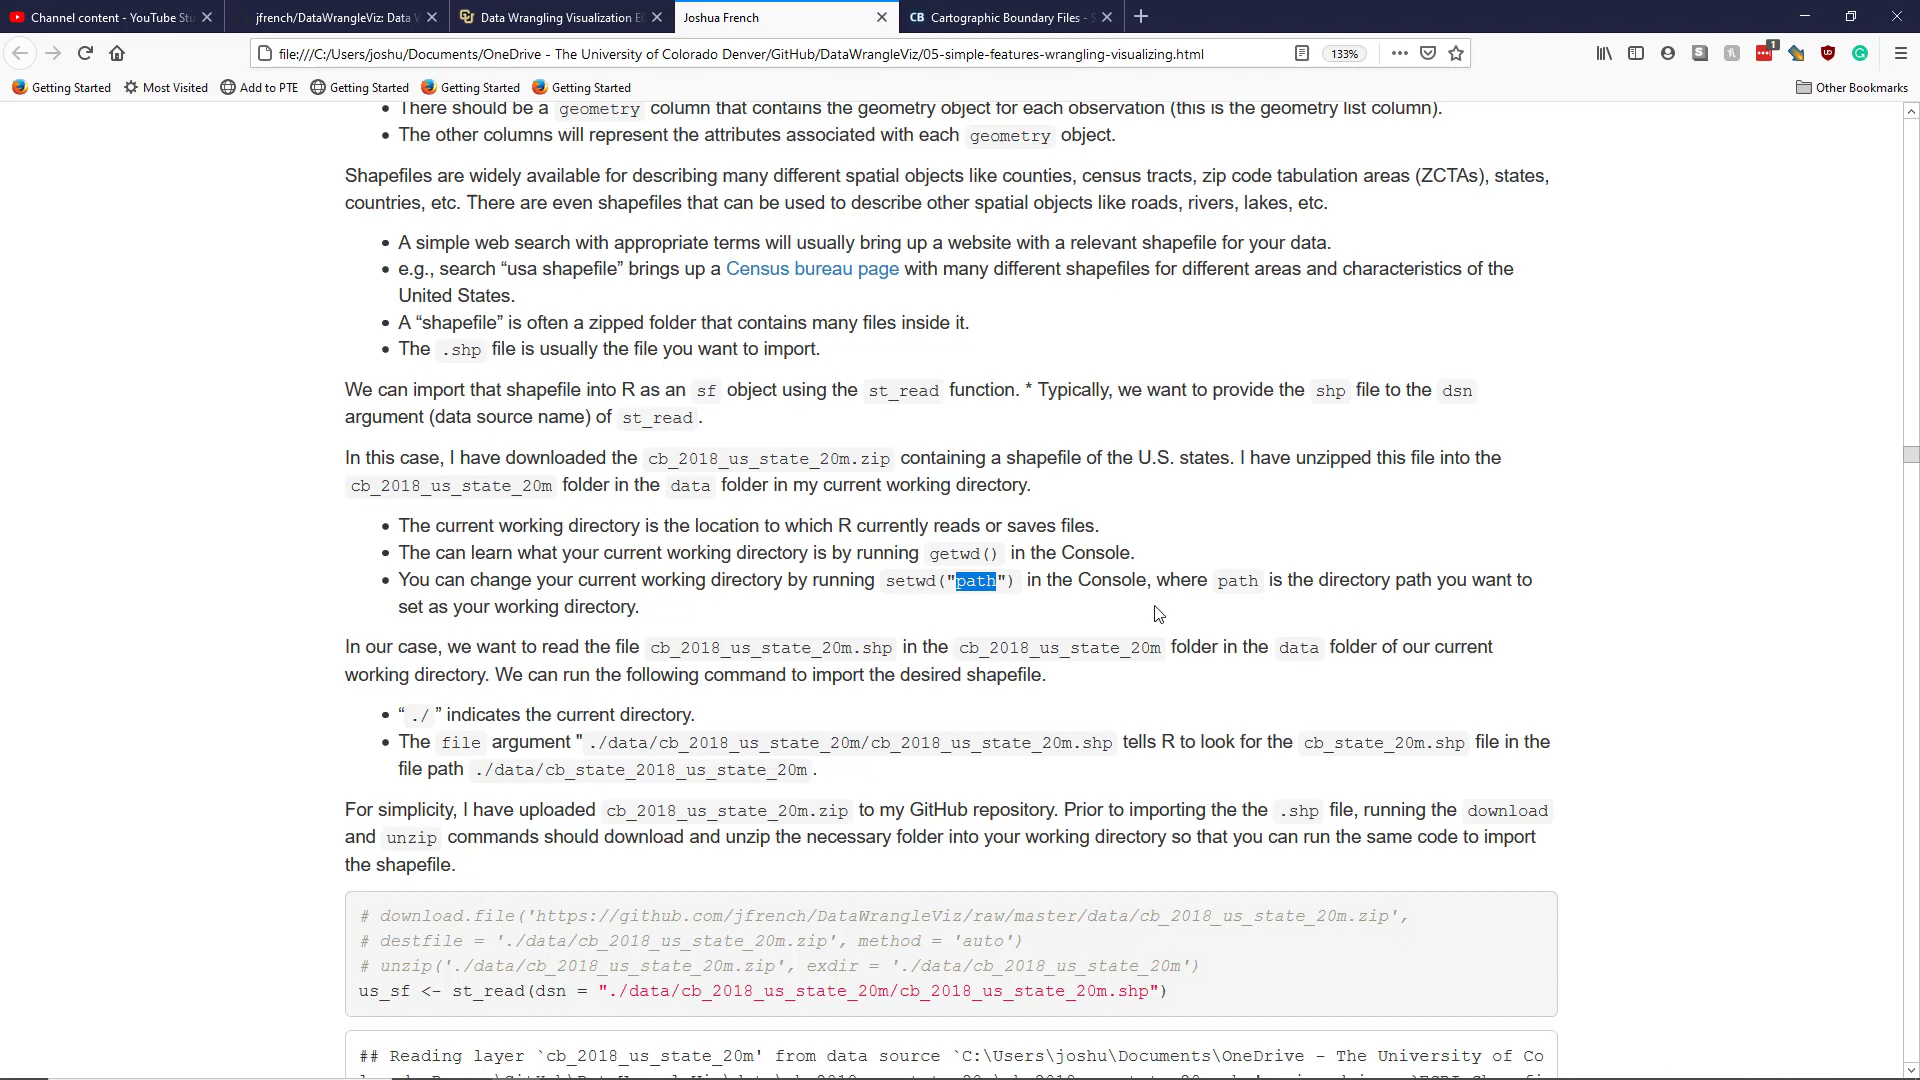 Channel content - YouTube Stu
jfrench/DataWrangleViz: Data W
Data Wrangling Visualization E
Joshua French
CB Cartographic Boundary Files - S
file:///C:/Users/joshu/Documents/OneDrive - The University of Colorado Denver/GitHub/DataWrangleViz/05-simple-features-wrangling-visualizing.html
133%
1
Getting Started
Most Visited
Add to PTE
Getting Started
Getting Started
Getting Started
Other Bookmarks
• There should be a geometry column that contains the geometry object for each observation (this is the geometry list column).
• The other columns will represent the attributes associated with each geometry object.
Shapefiles are widely available for describing many different spatial objects like counties, census tracts, zip code tabulation areas (ZCTAs), states,
countries, etc. There are even shapefiles that can be used to describe other spatial objects like roads, rivers, lakes, etc.
• A simple web search with appropriate terms will usually bring up a website with a relevant shapefile for your data.
• e.g., search “usa shapefile” brings up a Census bureau page with many different shapefiles for different areas and characteristics of the
United States.
• A “shapefile” is often a zipped folder that contains many files inside it.
• The .shp file is usually the file you want to import.
We can import that shapefile into R as an sf object using the st_read function. * Typically, we want to provide the shp file to the dsn
argument (data source name) of st_read.
In this case, I have downloaded the cb_2018_us_state_20m.zip containing a shapefile of the U.S. states. I have unzipped this file into the
cb_2018_us_state_20m folder in the data folder in my current working directory.
• The current working directory is the location to which R currently reads or saves files.
• The can learn what your current working directory is by running getwd() in the Console.
• You can change your current working directory by running setwd("path") in the Console, where path is the directory path you want to
set as your working directory.
In our case, we want to read the file cb_2018_us_state_20m.shp in the cb_2018_us_state_20m folder in the data folder of our current
working directory. We can run the following command to import the desired shapefile.
• “./” indicates the current directory.
• The file argument "./data/cb_2018_us_state_20m/cb_2018_us_state_20m.shp tells R to look for the cb_state_20m.shp file in the
file path ./data/cb_state_2018_us_state_20m.
For simplicity, I have uploaded cb_2018_us_state_20m.zip to my GitHub repository. Prior to importing the the .shp file, running the download
and unzip commands should download and unzip the necessary folder into your working directory so that you can run the same code to import
the shapefile.
# download.file('https://github.com/jfrench/DataWrangleViz/raw/master/data/cb_2018_us_state_20m.zip',
# destfile = './data/cb_2018_us_state_20m.zip', method = 'auto')
# unzip('./data/cb_2018_us_state_20m.zip', exdir = './data/cb_2018_us_state_20m')
us_sf <- st_read(dsn = "./data/cb_2018_us_state_20m/cb_2018_us_state_20m.shp")
## Reading layer `cb_2018_us_state_20m' from data source `C:\Users\joshu\Documents\OneDrive - The University of Co